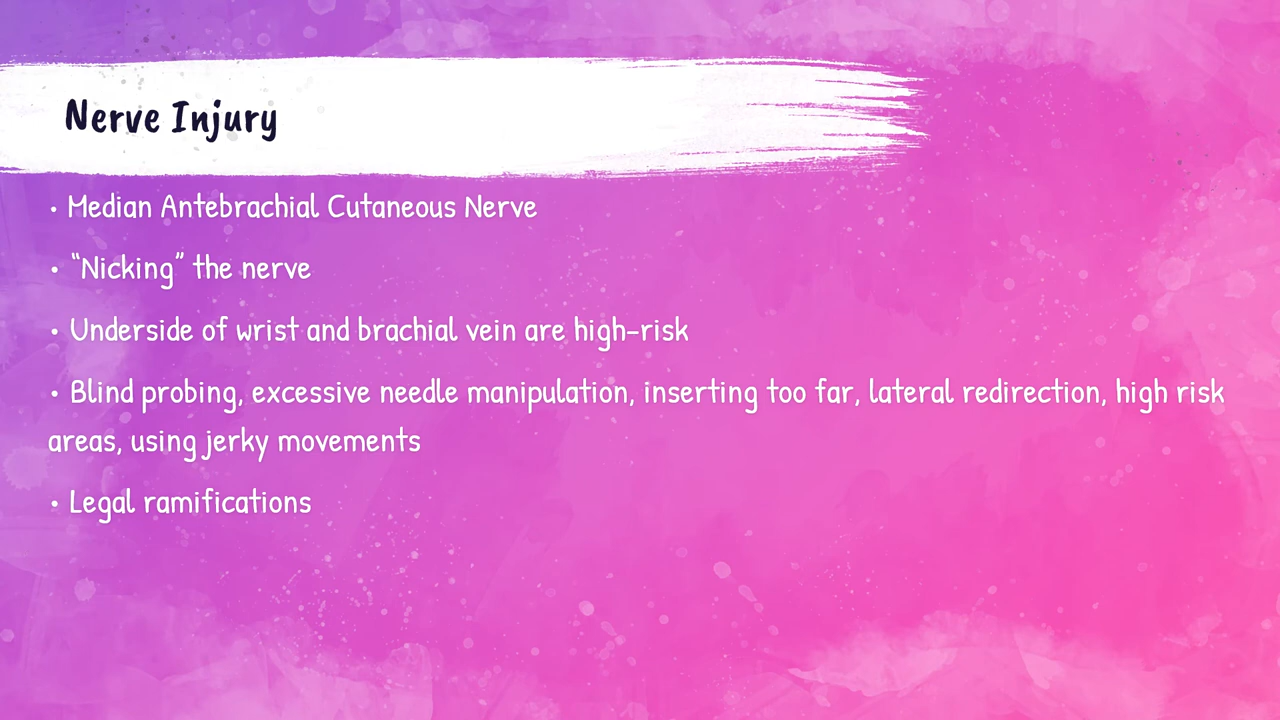 Nerve Injury
• Median Antebrachial Cutaneous Nerve
• “Nicking” the nerve
• Underside of wrist and brachial vein are high-risk
• Blind probing, excessive needle manipulation, inserting too far, lateral redirection, high risk
areas, using jerky movements
• Legal ramifications